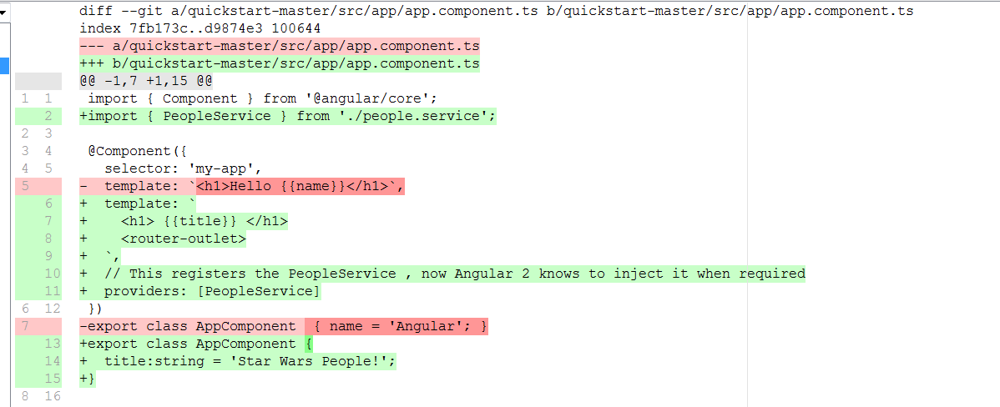 diff --git a/quickstart-master/src/app/app.component.ts b/quickstart-master/src/app/app.component.ts
index 7fb173c..d9874e3 100644
--- a/quickstart-master/src/app/app.component.ts
+++ b/quickstart-master/src/app/app.component.ts
@@ -1,7 +1,15 @@
1 1 import { Component } from '@angular/core';
2 +import { PeopleService } from './people.service';
2 3
3 4 @Component({
4 5 selector: 'my-app',
5 - template: `<h1>Hello {{name}}</h1>`,
6 + template: `
7 + <h1> {{title}} </h1>
8 + <router-outlet>
9 + `,
10 + // This registers the PeopleService , now Angular 2 knows to inject it when required
11 + providers: [PeopleService]
6 12 })
7 -export class AppComponent { name = 'Angular'; }
13 +export class AppComponent {
14 + title:string = 'Star Wars People!';
15 +}
8 16